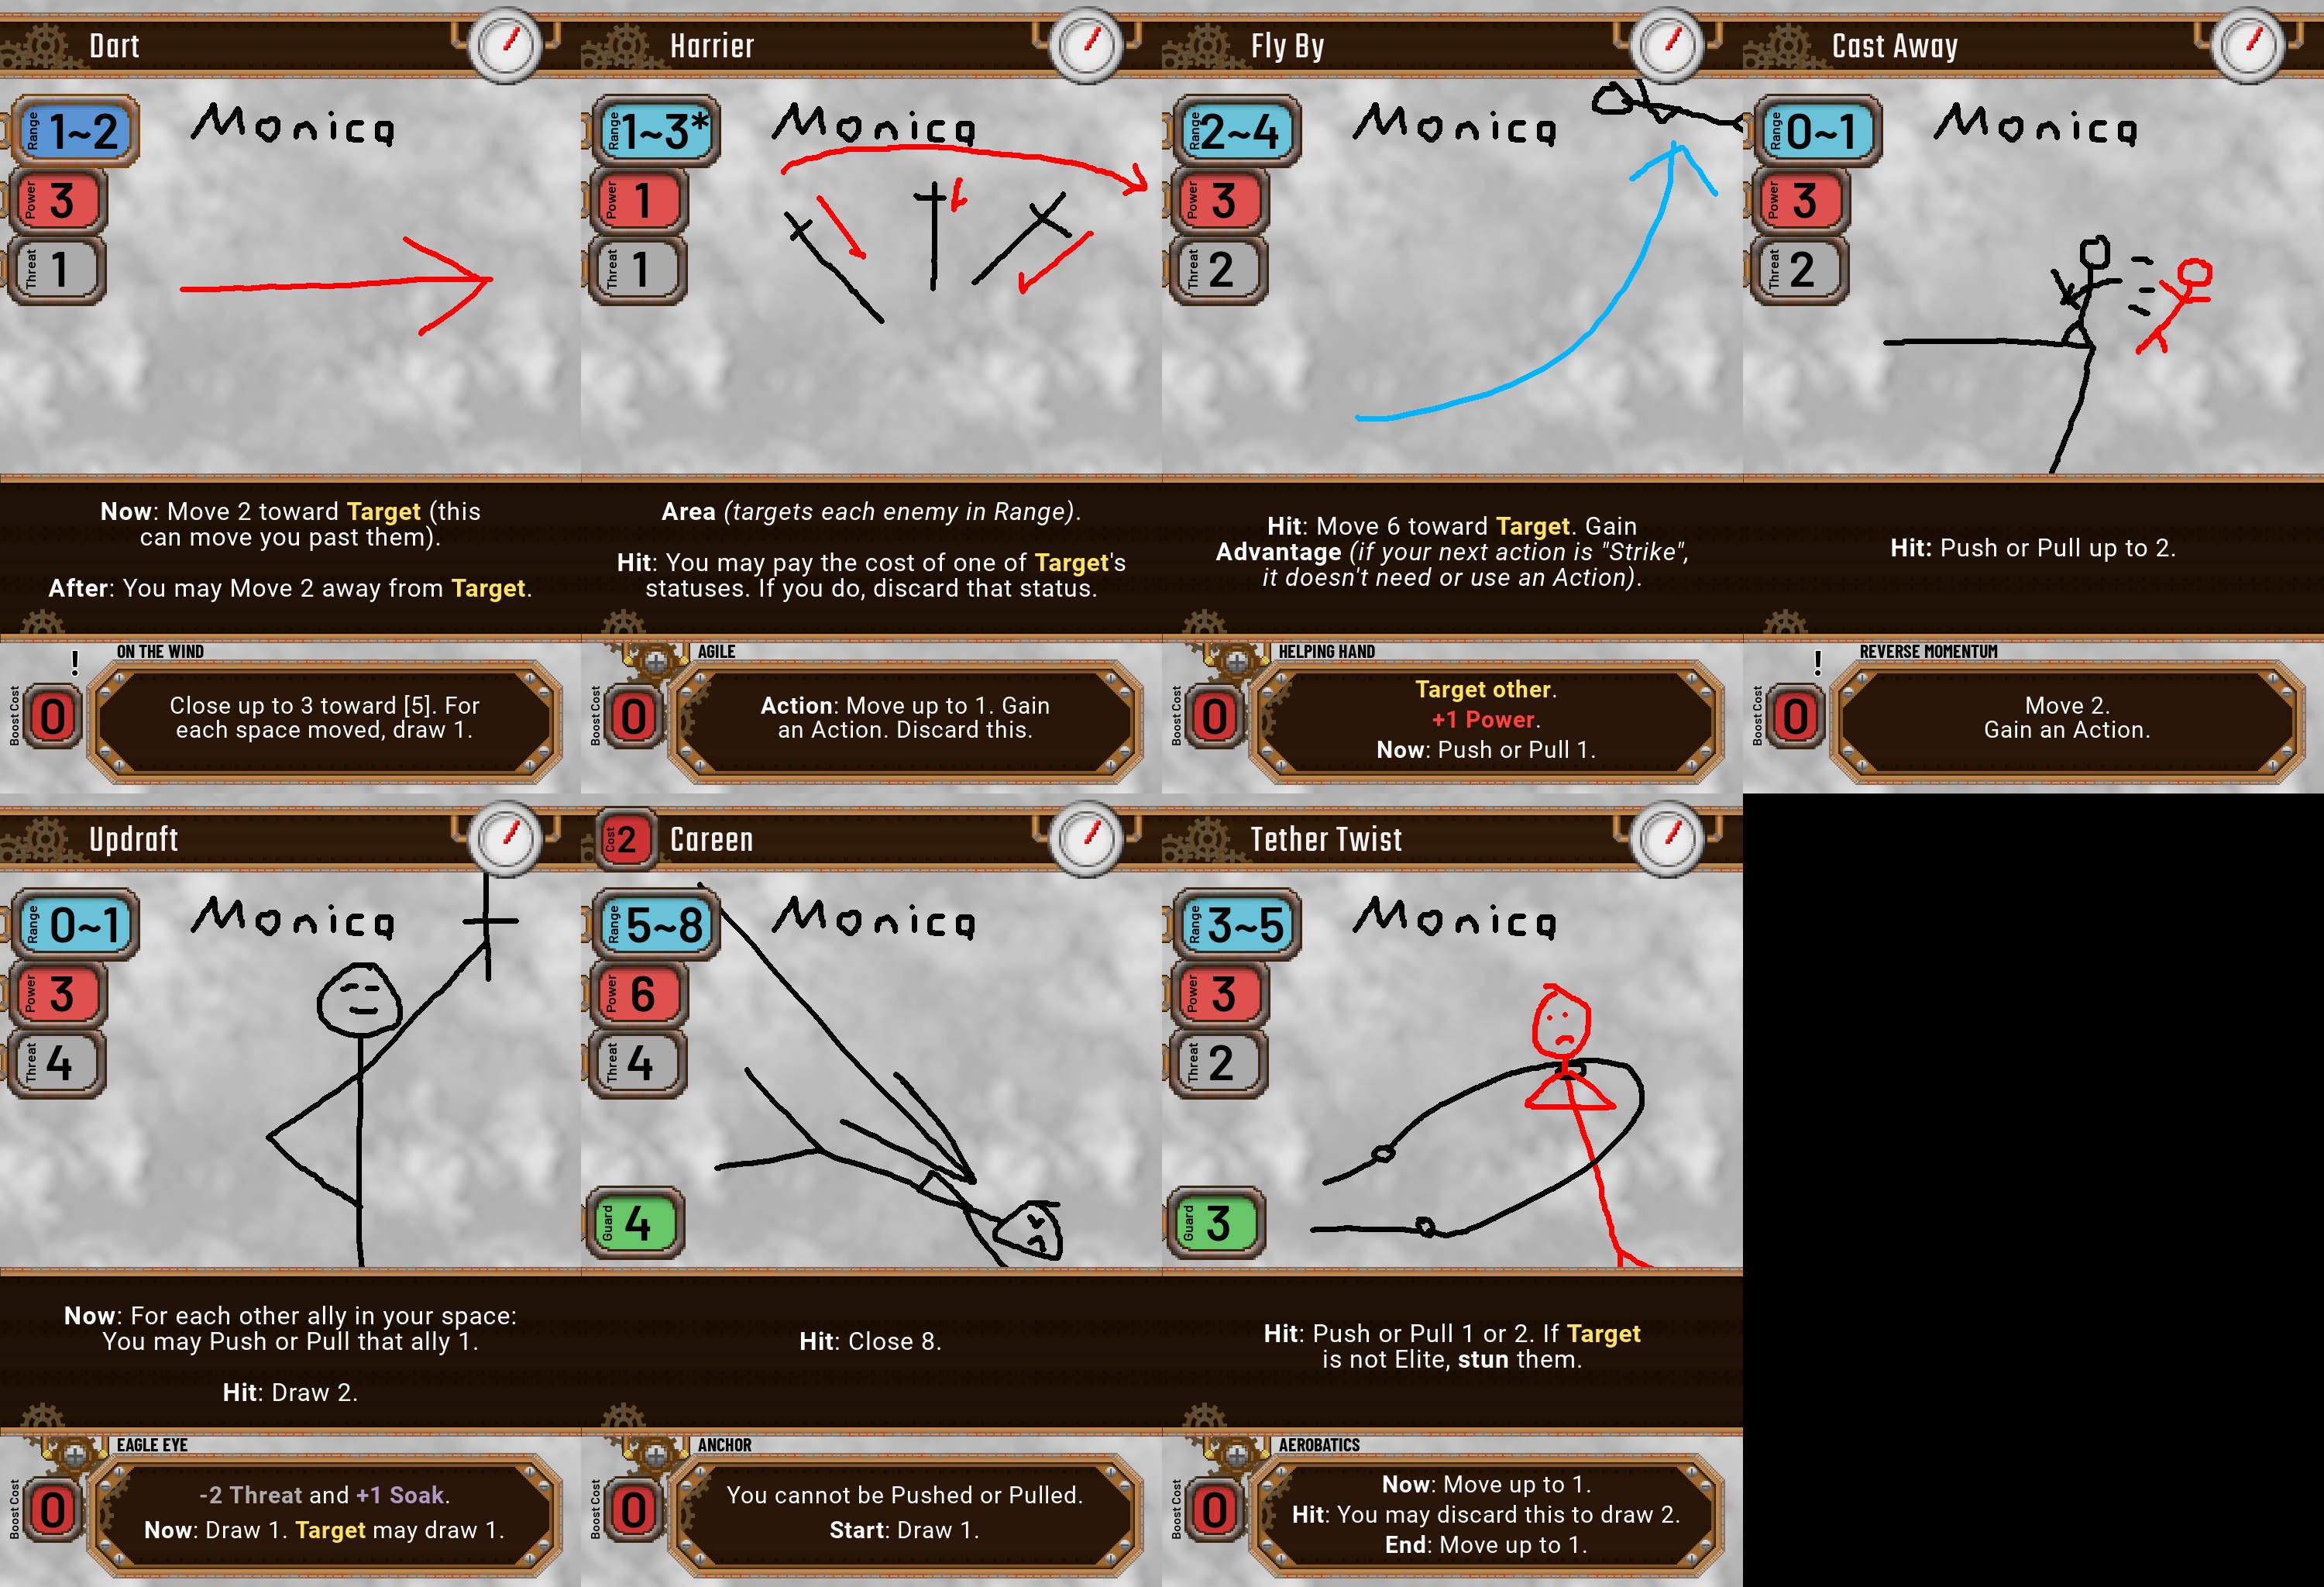 Dart
Monica
Range 1~2
Power 3
Threat 1
Now: Move 2 toward Target (this
can move you past them).
After: You may Move 2 away from Target.
!
ON THE WIND
Boost Cost 0
Close up to 3 toward [5]. For
each space moved, draw 1.
Harrier
Monica
Range 1~3*
Power 1
Threat 1
Area (targets each enemy in Range).
Hit: You may pay the cost of one of Target's
statuses. If you do, discard that status.
AGILE
Boost Cost 0
Action: Move up to 1. Gain
an Action. Discard this.
Fly By
Monica
Range 2~4
Power 3
Threat 2
Hit: Move 6 toward Target. Gain
Advantage (if your next action is "Strike",
it doesn't need or use an Action).
HELPING HAND
Boost Cost 0
Target other.
+1 Power.
Now: Push or Pull 1.
Cast Away
Monica
Range 0~1
Power 3
Threat 2
Hit: Push or Pull up to 2.
!
REVERSE MOMENTUM
Boost Cost 0
Move 2.
Gain an Action.
Updraft
Monica
Range 0~1
Power 3
Threat 4
Now: For each other ally in your space:
You may Push or Pull that ally 1.
Hit: Draw 2.
EAGLE EYE
Boost Cost 0
-2 Threat and +1 Soak.
Now: Draw 1. Target may draw 1.
Cost 2
Careen
Monica
Range 5~8
Power 6
Threat 4
Guard 4
Hit: Close 8.
ANCHOR
Boost Cost 0
You cannot be Pushed or Pulled.
Start: Draw 1.
Tether Twist
Monica
Range 3~5
Power 3
Threat 2
Guard 3
Hit: Push or Pull 1 or 2. If Target
is not Elite, stun them.
AEROBATICS
Boost Cost 0
Now: Move up to 1.
Hit: You may discard this to draw 2.
End: Move up to 1.